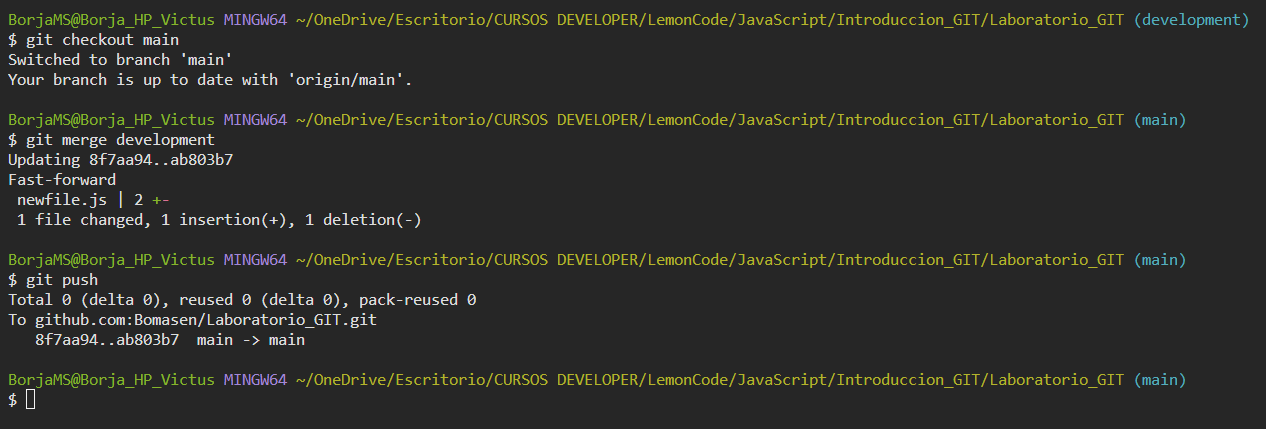 BorjaMS@Borja_HP_Victus MINGW64 ~/OneDrive/Escritorio/CURSOS DEVELOPER/LemonCode/JavaScript/Introduccion_GIT/Laboratorio_GIT (development)
$ git checkout main
Switched to branch 'main'
Your branch is up to date with 'origin/main'.
BorjaMS@Borja_HP_Victus MINGW64 ~/OneDrive/Escritorio/CURSOS DEVELOPER/LemonCode/JavaScript/Introduccion_GIT/Laboratorio_GIT (main)
$ git merge development
Updating 8f7aa94..ab803b7
Fast-forward
newfile.js | 2 +-
1 file changed, 1 insertion(+), 1 deletion(-)
BorjaMS@Borja_HP_Victus MINGW64 ~/OneDrive/Escritorio/CURSOS DEVELOPER/LemonCode/JavaScript/Introduccion_GIT/Laboratorio_GIT (main)
$ git push
Total 0 (delta 0), reused 0 (delta 0), pack-reused 0
To github.com:Bomasen/Laboratorio_GIT.git
8f7aa94..ab803b7  main -> main
BorjaMS@Borja_HP_Victus MINGW64 ~/OneDrive/Escritorio/CURSOS DEVELOPER/LemonCode/JavaScript/Introduccion_GIT/Laboratorio_GIT (main)
$